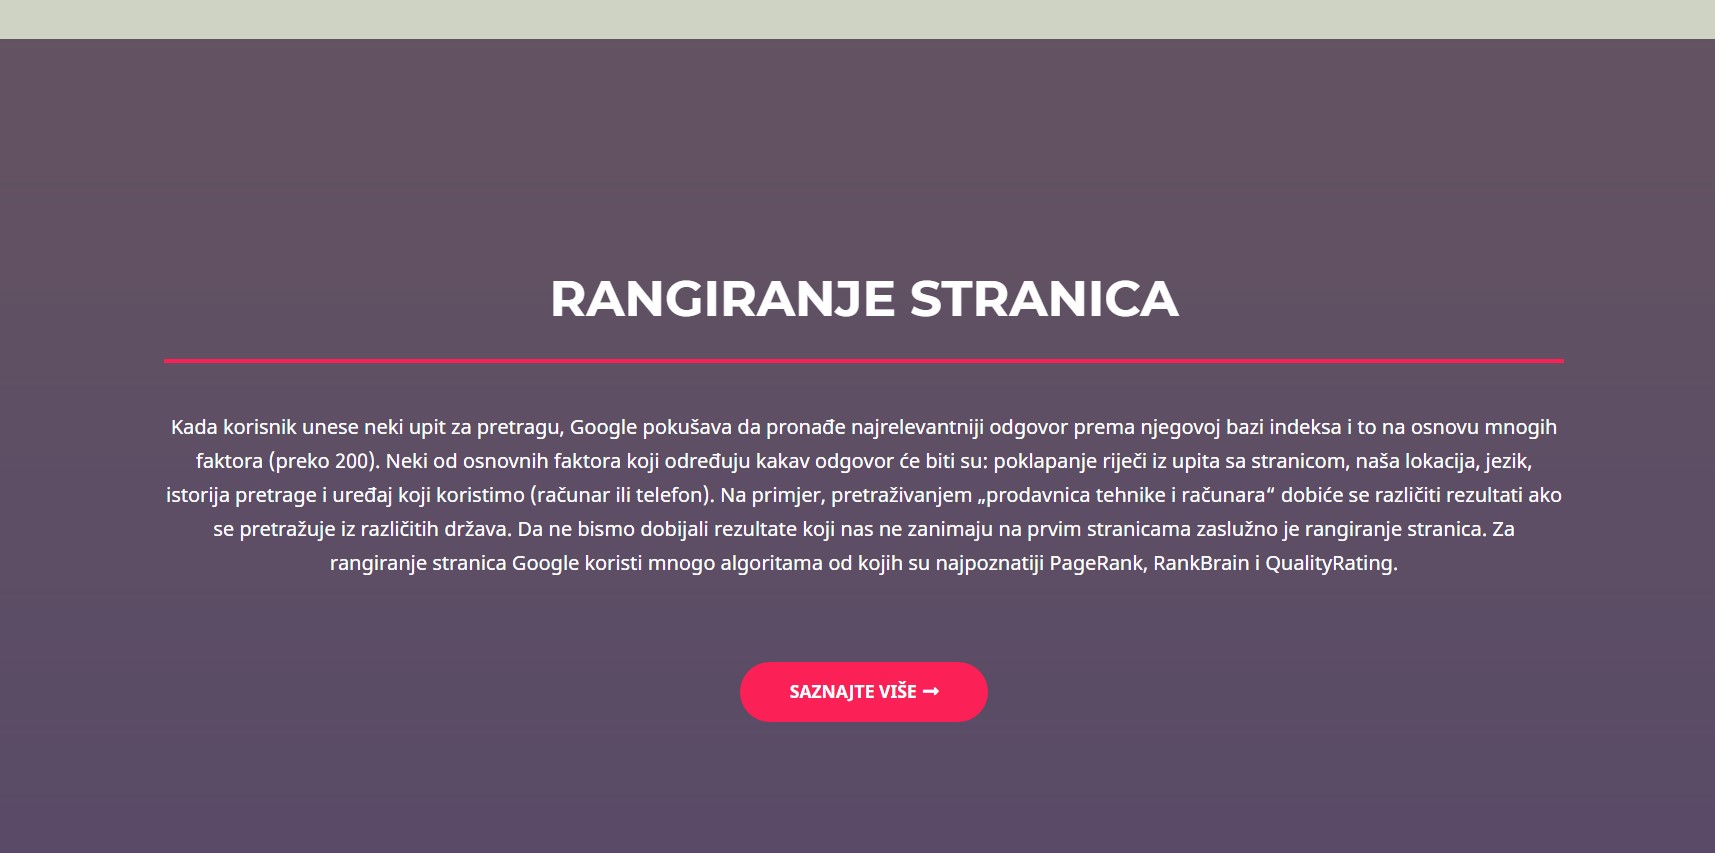 RANGIRANJE STRANICA
Kada korisnik unese neki upit za pretragu, Google pokušava da pronađe najrelevantniji odgovor prema njegovoj bazi indeksa i to na osnovu mnogih
faktora (preko 200). Neki od osnovnih faktora koji određuju kakav odgovor će biti su: poklapanje riječi iz upita sa stranicom, naša lokacija, jezik,
istorija pretrage i uređaj koji koristimo (računar ili telefon). Na primjer, pretraživanjem „prodavnica tehnike i računara“ dobiće se različiti rezultati ako
se pretražuje iz različitih država. Da ne bismo dobijali rezultate koji nas ne zanimaju na prvim stranicama zaslužno je rangiranje stranica. Za
rangiranje stranica Google koristi mnogo algoritama od kojih su najpoznatiji PageRank, RankBrain i QualityRating.
SAZNAJTE VIŠE ➞